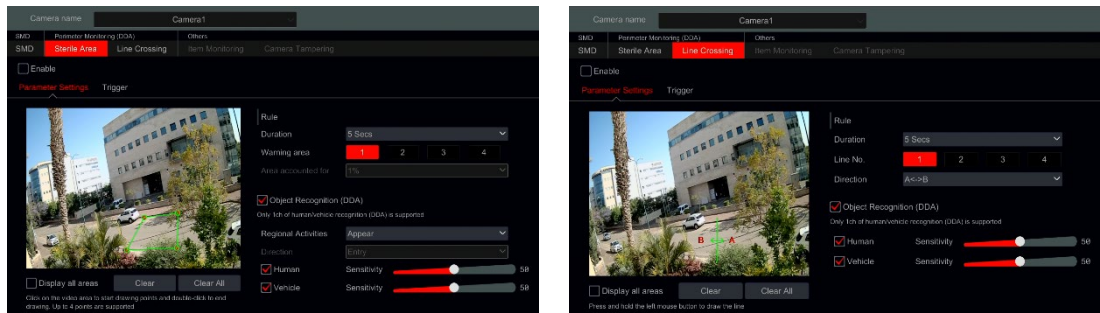 Camera name Camera1
SMD Perimeter Monitoring (DDA) Others
SMD Sterile Area Line Crossing Item Monitoring Camera Tampering
Enable
Parameter Settings Trigger
Rule
Duration 5 Secs
Warning area 1 2 3 4
Area accounted for 1%
Object Recognition (DDA)
Only 1ch of human/vehicle recognition (DDA) is supported
Regional Activities Appear
Direction Entry
Human Sensitivity 50
Vehicle Sensitivity 50
Display all areas Clear Clear All
Click on the video area to start drawing points and double-click to end
drawing. Up to 4 points are supported
Camera name Camera1
SMD Perimeter Monitoring (DDA) Others
SMD Sterile Area Line Crossing Item Monitoring Camera Tampering
Enable
Parameter Settings Trigger
Rule
Duration 5 Secs
Line No. 1 2 3 4
Direction A<->B
Object Recognition (DDA)
Only 1ch of human/vehicle recognition (DDA) is supported
Human Sensitivity 50
Vehicle Sensitivity 50
B A
Display all areas Clear Clear All
Press and hold the left mouse button to draw the line